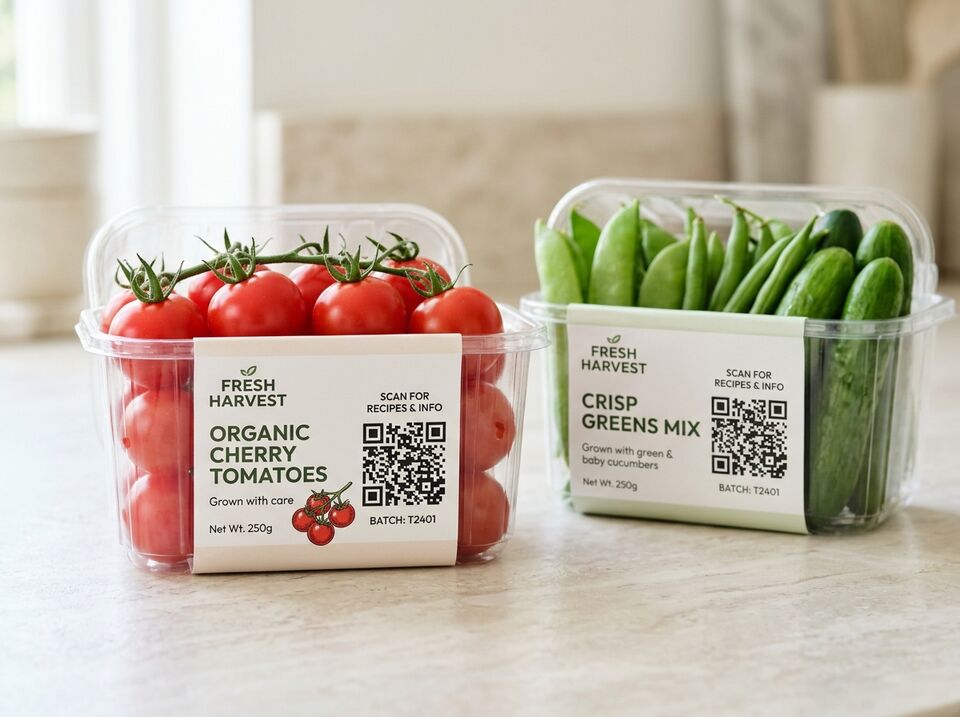 FRESH
HARVEST
ORGANIC
CHERRY
TOMATOES
Grown with care
Net Wt. 250g
SCAN FOR
RECIPES & INFO
BATCH: T2401
FRESH
HARVEST
CRISP
GREENS MIX
Grown with green &
baby cucumbers
Net Wt. 250g
SCAN FOR
RECIPES & INFO
BATCH: T2401